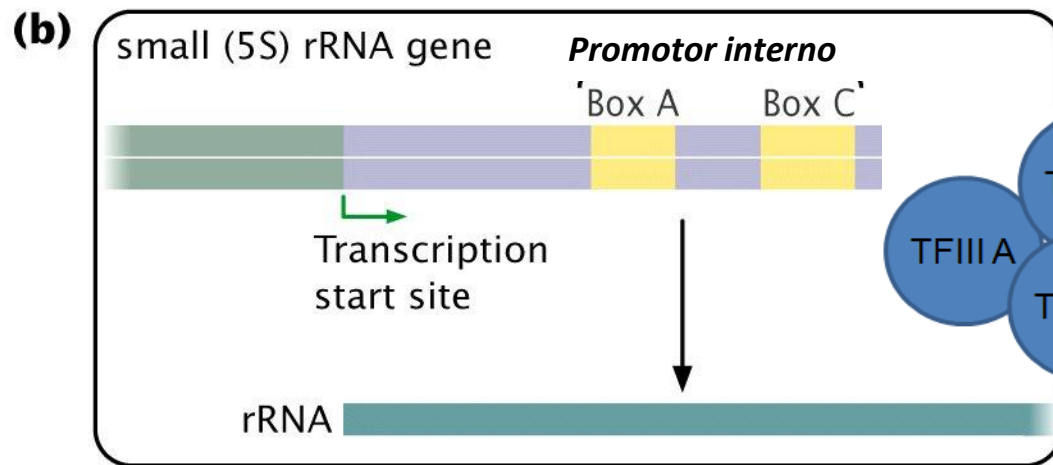 (b)
small (5S) rRNA gene
Promotor interno
Box A Box C
Transcription
start site
TFIII A
T
T
rRNA